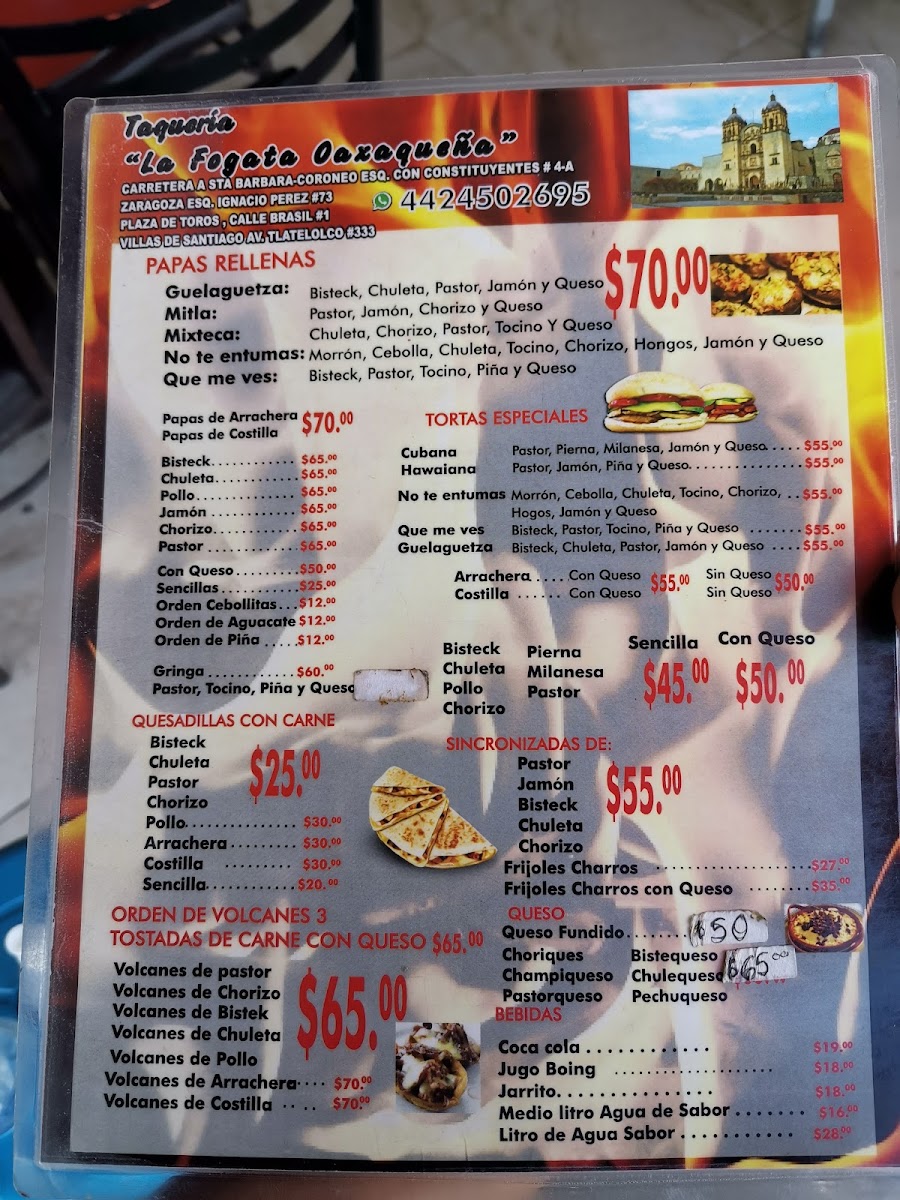 Taquería
"La Fogata Oaxaqueña"
CARRETERA A STA BARBARA-CORONEO ESQ. CON CONSTITUYENTES # 4-A
ZARAGOZA ESQ. IGNACIO PEREZ #73
4424502695
PLAZA DE TOROS , CALLE BRASIL #1
VILLAS DE SANTIAGO AV. TLATELOLCO #333
PAPAS RELLENAS
$70.00
Guelaguetza: Bisteck, Chuleta, Pastor, Jamón y Queso
Mitla: Pastor, Jamón, Chorizo y Queso
Mixteca: Chuleta, Chorizo, Pastor, Tocino Y Queso
No te entumas: Morrón, Cebolla, Chuleta, Tocino, Chorizo, Hongos, Jamón y Queso
Que me ves: Bisteck, Pastor, Tocino, Piña y Queso
Papas de Arrachera
Papas de Costilla
$70.00
Bisteck............ $65.00
Chuleta............ $65.00
Pollo............... $65.00
Jamón ............ $65.00
Chorizo............ $65.00
Pastor ............. $65.00
Con Queso......... $50.00
Sencillas............ $25.00
Orden Cebollitas... $12.00
Orden de Aguacate $12.00
Orden de Piña ..... $12.00
Gringa ............. $60.00
Pastor, Tocino, Piña y Queso
TORTAS ESPECIALES
Cubana Pastor, Pierna, Milanesa, Jamón y Queso..... $55.00
Hawaiana Pastor, Jamón, Piña y Queso............... $55.00
No te entumas Morrón, Cebolla, Chuleta, Tocino, Chorizo, .. $55.00
Hogos, Jamón y Queso
Que me ves Bisteck, Pastor, Tocino, Piña y Queso ....... $55.00
Guelaguetza Bisteck, Chuleta, Pastor, Jamón y Queso .... $55.00
Arrachera .... Con Queso $55.00 Sin Queso $50.00
Costilla ...... Con Queso Sin Queso
Sencilla Con Queso
$45.00 $50.00
Bisteck Pierna
Chuleta Milanesa
Pollo Pastor
Chorizo
QUESADILLAS CON CARNE
Bisteck
Chuleta
Pastor
Chorizo
$25.00
Pollo............... $30.00
Arrachera.......... $30.00
Costilla ......... $30.00
Sencilla............ $20.00
SINCRONIZADAS DE:
Pastor
Jamón
Bisteck
Chuleta
Chorizo
$55.00
Frijoles Charros .................... $27.00
Frijoles Charros con Queso ........ $35.00
ORDEN DE VOLCANES 3
TOSTADAS DE CARNE CON QUESO $65.00
Volcanes de pastor
Volcanes de Chorizo
Volcanes de Bistek
Volcanes de Chuleta
Volcanes de Pollo
$65.00
Volcanes de Arrachera.... $70.00
Volcanes de Costilla .... $70.00
QUESO
Queso Fundido........ $50
Choriques Bistequeso
Champiqueso Chulequeso $65.00
Pastorqueso Pechuqueso
BEBIDAS
Coca cola ............ $19.00
Jugo Boing .................. $18.00
Jarrito................ $18.00
Medio litro Agua de Sabor ....... $16.00
Litro de Agua Sabor ........... $28.00